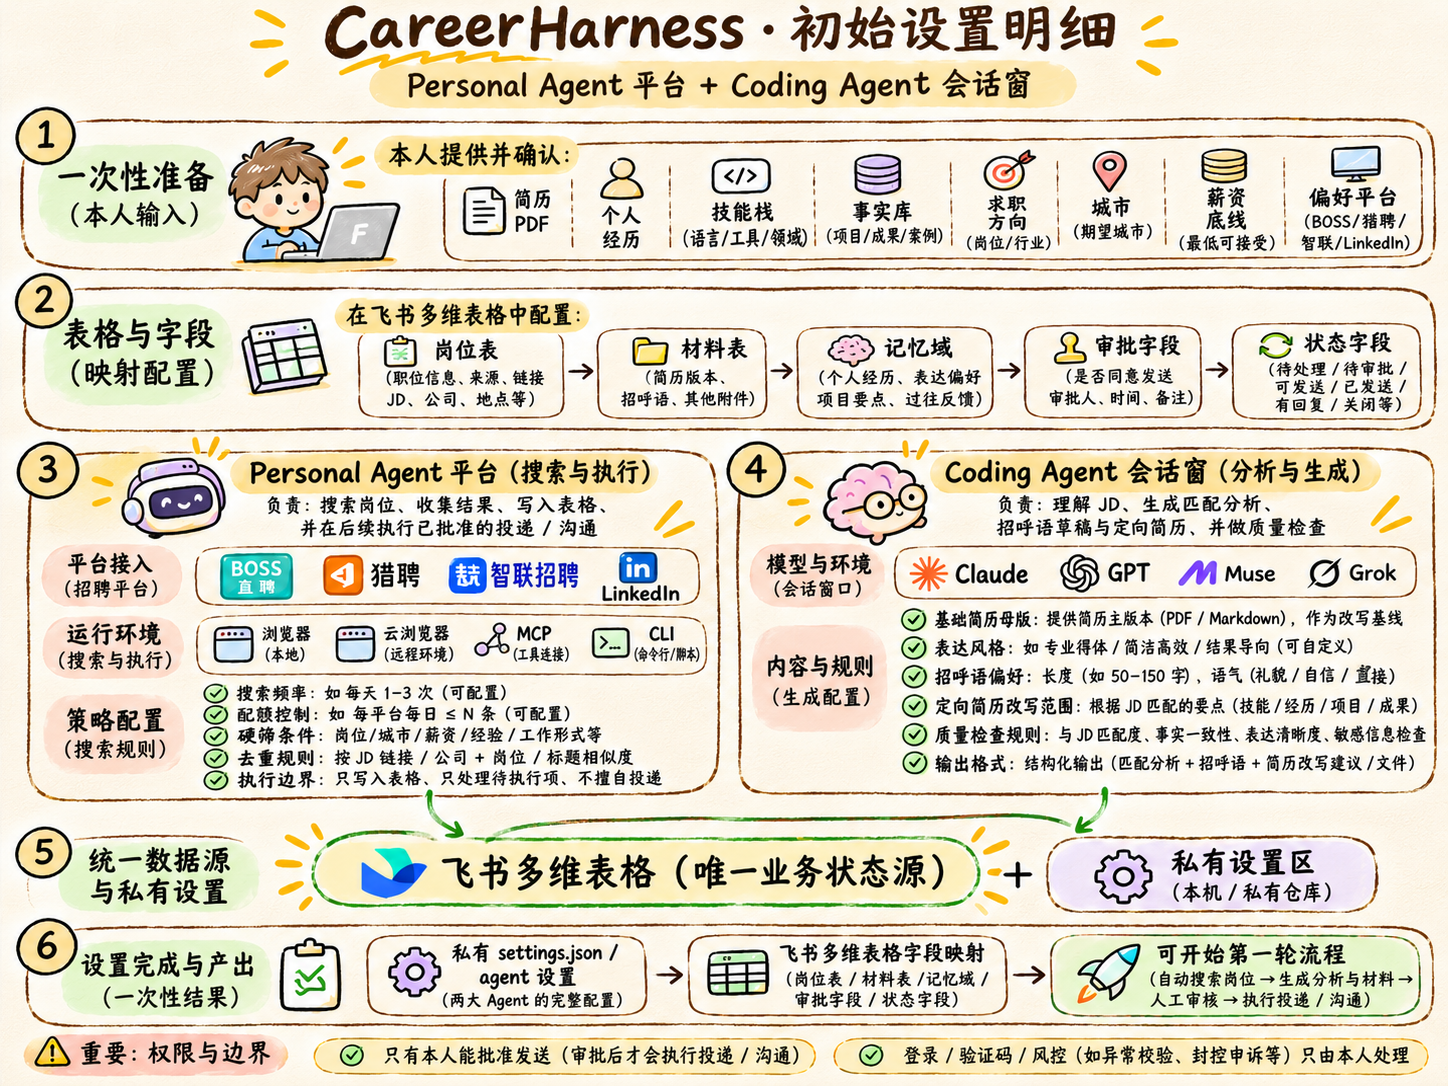 CareerHarness · 初始设置明细
Personal Agent 平台 + Coding Agent 会话窗
1
一次性准备
（本人输入）
F
本人提供并确认：
简历
PDF
个人
经历
</>
技能栈
（语言/工具/领域）
事实库
（项目/成果/案例）
求职
方向
（岗位/行业）
城市
（期望城市）
薪资
底线
（最低可接受）
偏好平台
（BOSS/猎聘/
智联/LinkedIn）
2
表格与字段
（映射配置）
在飞书多维表格中配置：
岗位表
（职位信息、来源、链接
JD、公司、地点等）
材料表
（简历版本、
招呼语、其他附件）
记忆域
（个人经历、表达偏好
项目要点、过往反馈）
审批字段
（是否同意发送
审批人、时间、备注）
状态字段
（待处理 / 待审批 /
可发送 / 已发送 /
有回复 / 关闭等）
3
Personal Agent 平台（搜索与执行）
负责：搜索岗位、收集结果、写入表格、
并在后续执行已批准的投递 / 沟通
平台接入
（招聘平台）
BOSS
直聘
猎聘
智联招聘
in
LinkedIn
运行环境
（搜索与执行）
浏览器
（本地）
云浏览器
（远程环境）
MCP
（工具连接）
>_
CLI
（命令行/脚本）
策略配置
（搜索规则）
搜索频率：如 每天 1-3 次（可配置）
控制：如 每平台每日 ≤ N 条（可配置）
硬筛条件：岗位/城市/薪资/经验/工作形式等
去重规则：按 JD 链接 / 公司 + 岗位 / 标题相似度
执行边界：只写入表格、只处理待执行项、不擅自投递
4
Coding Agent 会话窗（分析与生成）
负责：理解 JD、生成匹配分析、
招呼语草稿与定向简历、并做质量检查
模型与环境
（会话窗口）
Claude
GPT
Muse
Grok
内容与规则
（生成配置）
基础简历母版：提供简历主版本（PDF / Markdown），作为改写基线
表达风格：如 专业得体 / 简洁高效 / 结果导向（可自定义）
招呼语偏好：长度（如 50-150 字），语气（礼貌 / 自信 / 直接）
定向简历改写范围：根据 JD 匹配的要点（技能 / 经历 / 项目 / 成果）
质量检查规则：与 JD 匹配度、事实一致性、表达清晰度、敏感信息检查
输出格式：结构化输出（匹配分析 + 招呼语 + 简历改写建议 / 文件）
5
统一数据源
与私有设置
飞书多维表格（唯一业务状态源）
+
私有设置区
（本机 / 私有仓库）
6
设置完成与产出
（一次性结果）
私有 settings.json /
agent 设置
（两大 Agent 的完整配置）
飞书多维表格字段映射
（岗位表 / 材料表 / 记忆域 /
审批字段 / 状态字段）
可开始第一轮流程
（自动搜索岗位 → 生成分析与材料 →
人工审核 → 执行投递 / 沟通）
重要：权限与边界
只有本人能批准发送（审批后才会执行投递 / 沟通）
登录 / 验证码 / 风控（如异常校验、封控申诉等）只由本人处理